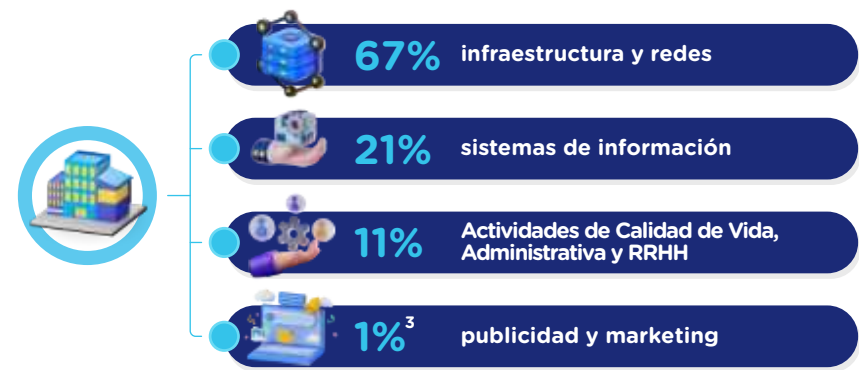 67% infraestructura y redes
21% sistemas de información
11% Actividades de Calidad de Vida,
Administrativa y RRHH
1%³ publicidad y marketing